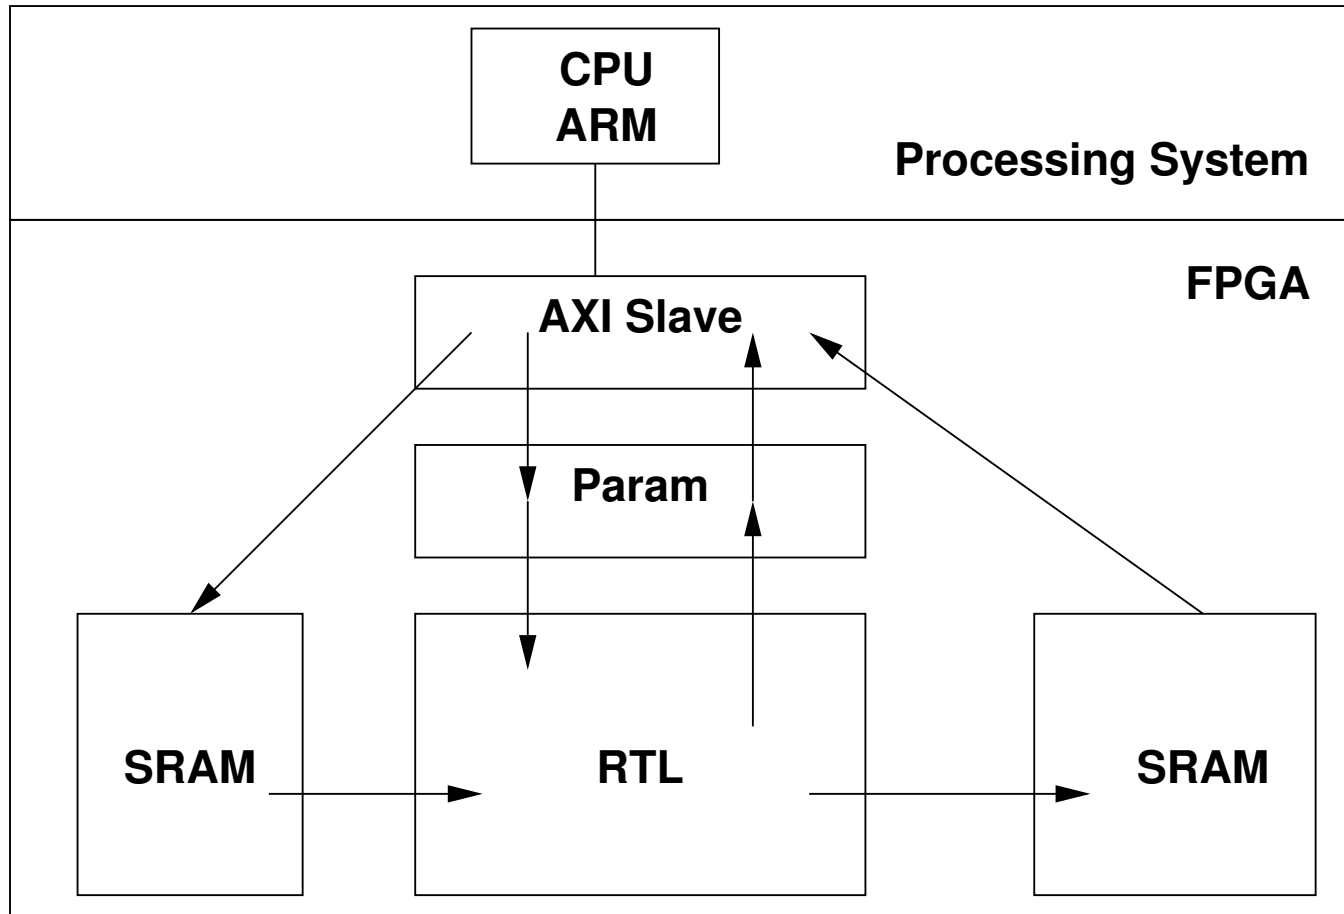 CPU
ARM
Processing System
FPGA
AXI Slave
Param
SRAM
RTL
SRAM